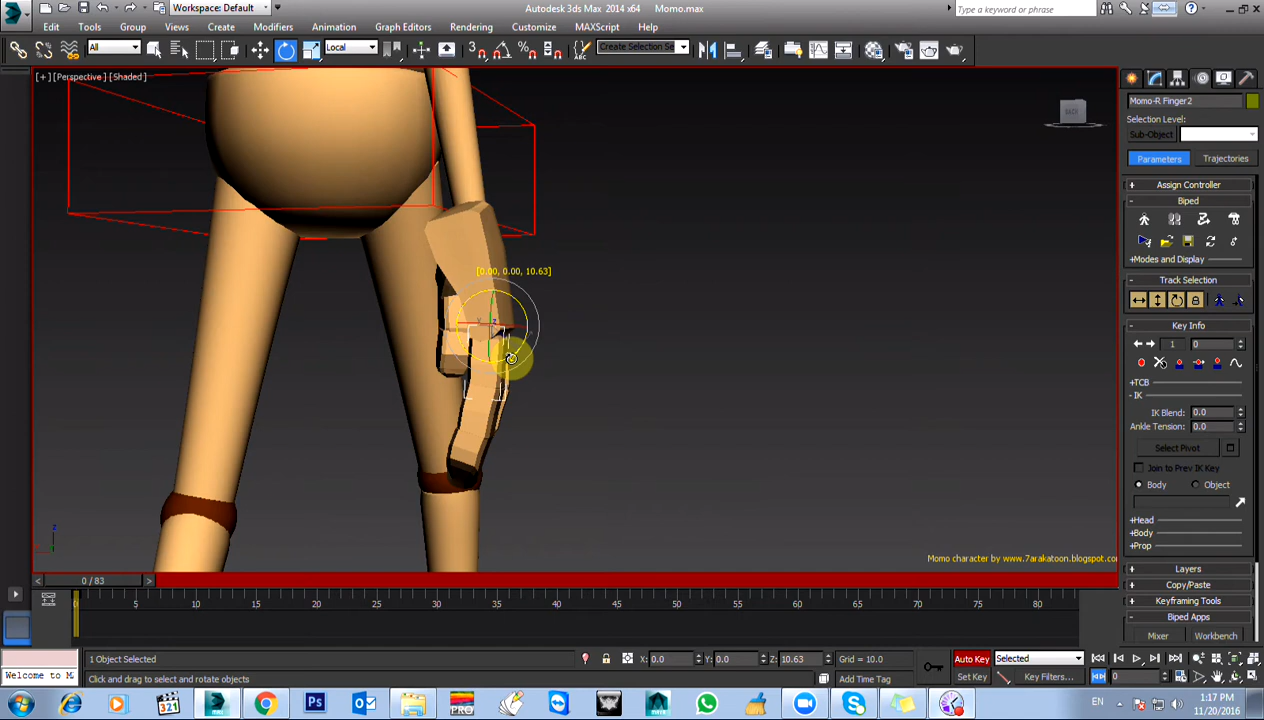 Workspace: Default
Autodesk 3ds Max 2014 x64
Momo.max
Type a keyword or phrase
Edit Tools Group Views Create Modifiers Animation Graph Editors Rendering Customize MAXScript Help
All
Local
Create Selection Se
[+] [Perspective] [Shaded]
[0.00, 0.00, 10.63]
Momo-R Finger2
Selection Level:
Sub-Object
Parameters Trajectories
+ Assign Controller
- Biped
+Modes and Display
- Track Selection
- Key Info
1 0
+TCB
- IK
IK Blend: 0.0
Ankle Tension: 0.0
Select Pivot
Join to Prev IK Key
Body Object
+Head
+Body
+Prop
+ Layers
+ Copy/Paste
+ Keyframing Tools
- Biped Apps
Mixer Workbench
Momo character by www.7arakatoon.blogspot.com
< 0 / 83 >
5 10 15 20 25 30 35 40 45 50 55 60 65 70 75 80
1 Object Selected
X: 0.0 Y: 0.0 Z: 10.63 Grid = 10.0
Auto Key Selected
Welcome to M
Click and drag to select and rotate objects
Add Time Tag
Set Key Key Filters...
0
321
PRO
EN
1:17 PM
11/20/2016